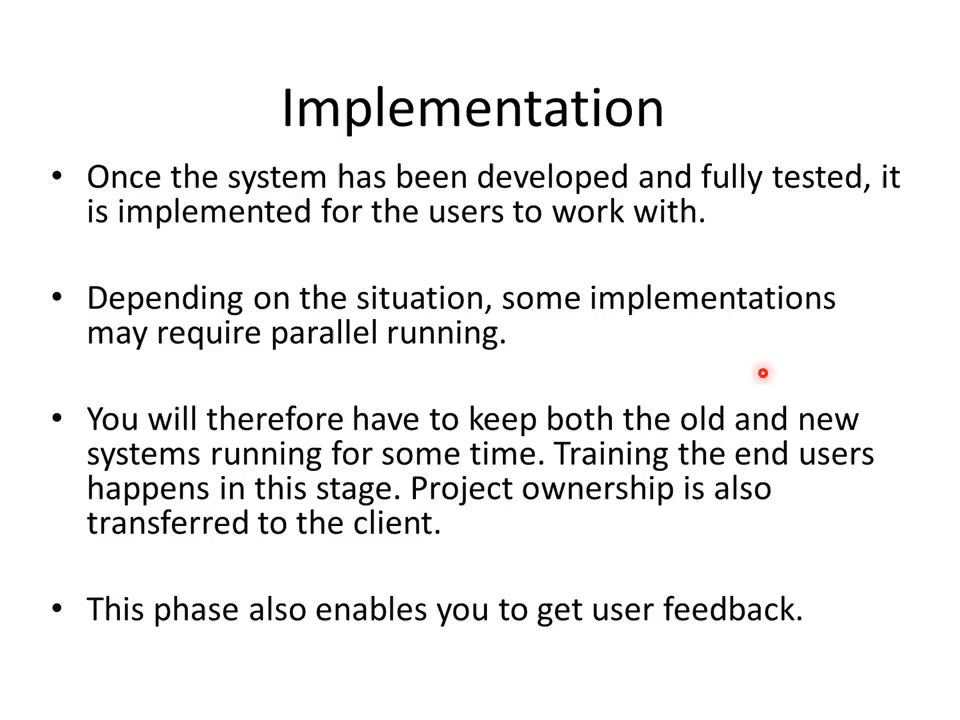 Implementation
• Once the system has been developed and fully tested, it
is implemented for the users to work with.
• Depending on the situation, some implementations
may require parallel running.
• You will therefore have to keep both the old and new
systems running for some time. Training the end users
happens in this stage. Project ownership is also
transferred to the client.
• This phase also enables you to get user feedback.